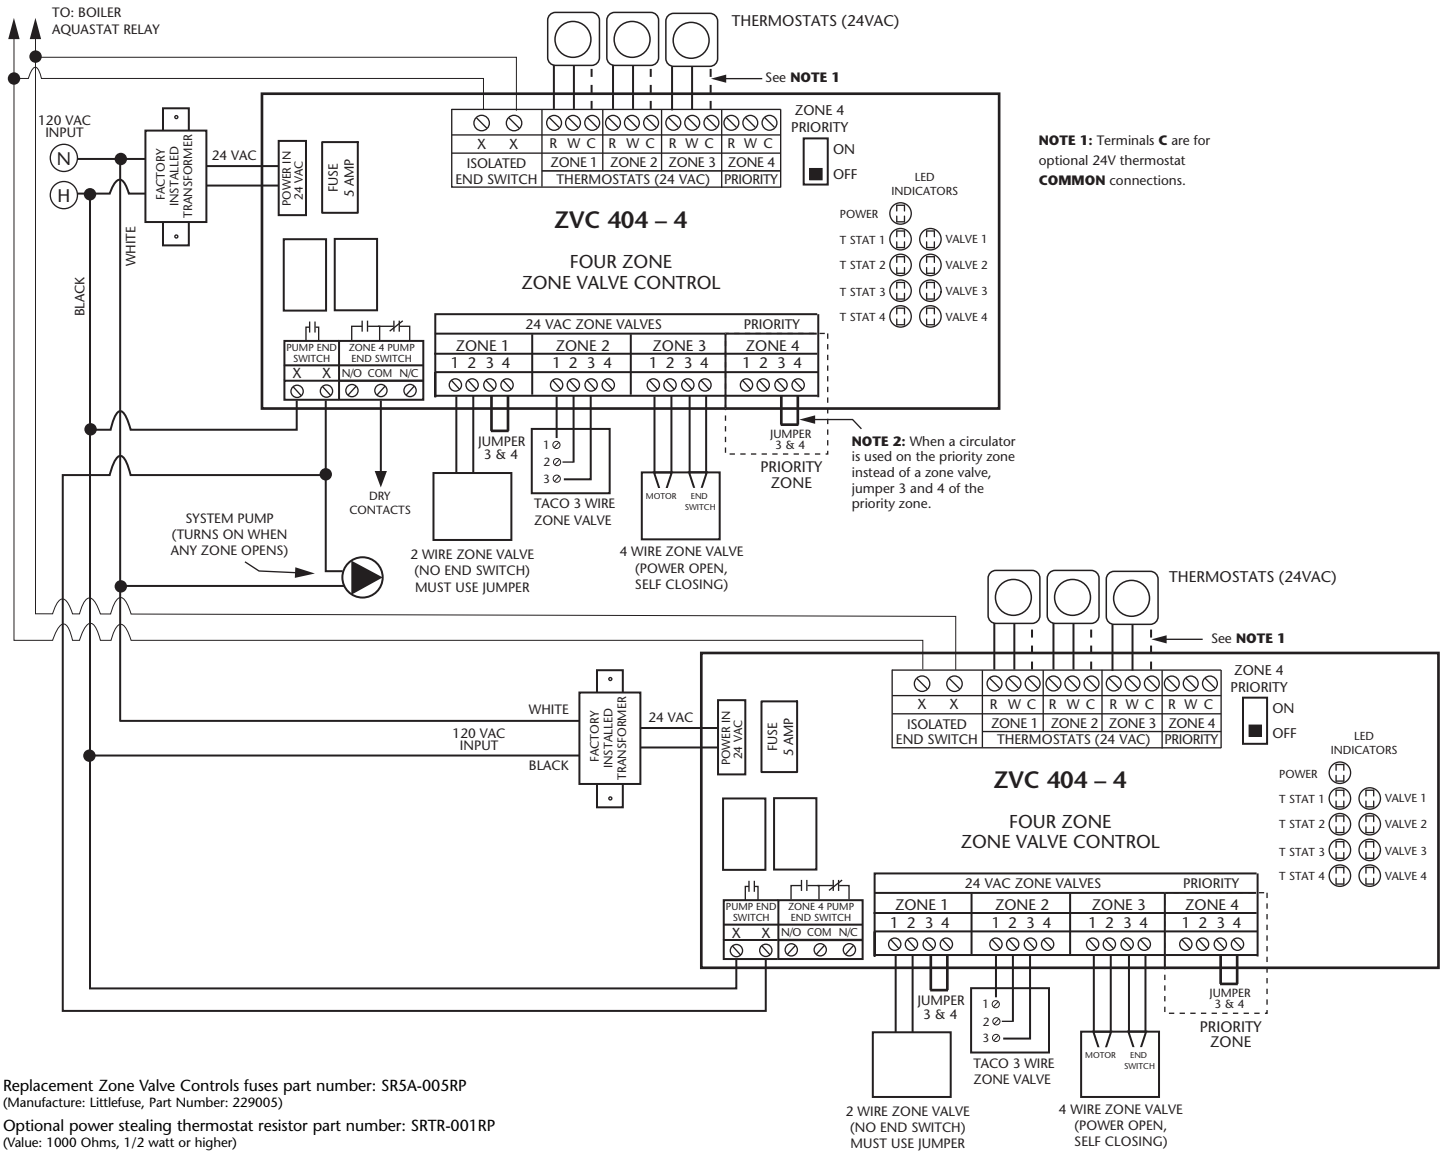 TO: BOILER
AQUASTAT RELAY
THERMOSTATS (24VAC)
See NOTE 1
120 VAC
INPUT
N
H
FACTORY
INSTALLED
TRANSFORMER
24 VAC
WHITE
BLACK
POWER IN
24 VAC
FUSE
5 AMP
X X R W C R W C R W C R W C
ISOLATED
END SWITCH
ZONE 1 ZONE 2 ZONE 3 ZONE 4
THERMOSTATS (24 VAC) PRIORITY
ZONE 4
PRIORITY
ON
OFF
NOTE 1: Terminals C are for
optional 24V thermostat
COMMON connections.
LED
INDICATORS
POWER
T STAT 1 VALVE 1
T STAT 2 VALVE 2
T STAT 3 VALVE 3
T STAT 4 VALVE 4
ZVC 404 – 4
FOUR ZONE
ZONE VALVE CONTROL
PUMP END
SWITCH
X X
ZONE 4 PUMP
END SWITCH
N/O COM N/C
24 VAC ZONE VALVES PRIORITY
ZONE 1 ZONE 2 ZONE 3 ZONE 4
1 2 3 4 1 2 3 4 1 2 3 4 1 2 3 4
JUMPER
3 & 4
1
2
3
TACO 3 WIRE
ZONE VALVE
MOTOR
END
SWITCH
JUMPER
3 & 4
PRIORITY
ZONE
NOTE 2: When a circulator
is used on the priority zone
instead of a zone valve,
jumper 3 and 4 of the
priority zone.
DRY
CONTACTS
SYSTEM PUMP
(TURNS ON WHEN
ANY ZONE OPENS)
2 WIRE ZONE VALVE
(NO END SWITCH)
MUST USE JUMPER
4 WIRE ZONE VALVE
(POWER OPEN,
SELF CLOSING)
THERMOSTATS (24VAC)
See NOTE 1
WHITE
120 VAC
INPUT
BLACK
FACTORY
INSTALLED
TRANSFORMER
24 VAC
POWER IN
24 VAC
FUSE
5 AMP
X X R W C R W C R W C R W C
ISOLATED
END SWITCH
ZONE 1 ZONE 2 ZONE 3 ZONE 4
THERMOSTATS (24 VAC) PRIORITY
ZONE 4
PRIORITY
ON
OFF
LED
INDICATORS
POWER
T STAT 1 VALVE 1
T STAT 2 VALVE 2
T STAT 3 VALVE 3
T STAT 4 VALVE 4
ZVC 404 – 4
FOUR ZONE
ZONE VALVE CONTROL
PUMP END
SWITCH
X X
ZONE 4 PUMP
END SWITCH
N/O COM N/C
24 VAC ZONE VALVES PRIORITY
ZONE 1 ZONE 2 ZONE 3 ZONE 4
1 2 3 4 1 2 3 4 1 2 3 4 1 2 3 4
JUMPER
3 & 4
1
2
3
TACO 3 WIRE
ZONE VALVE
MOTOR
END
SWITCH
JUMPER
3 & 4
PRIORITY
ZONE
2 WIRE ZONE VALVE
(NO END SWITCH)
MUST USE JUMPER
4 WIRE ZONE VALVE
(POWER OPEN,
SELF CLOSING)
Replacement Zone Valve Controls fuses part number: SR5A-005RP
(Manufacture: Littlefuse, Part Number: 229005)
Optional power stealing thermostat resistor part number: SRTR-001RP
(Value: 1000 Ohms, 1/2 watt or higher)